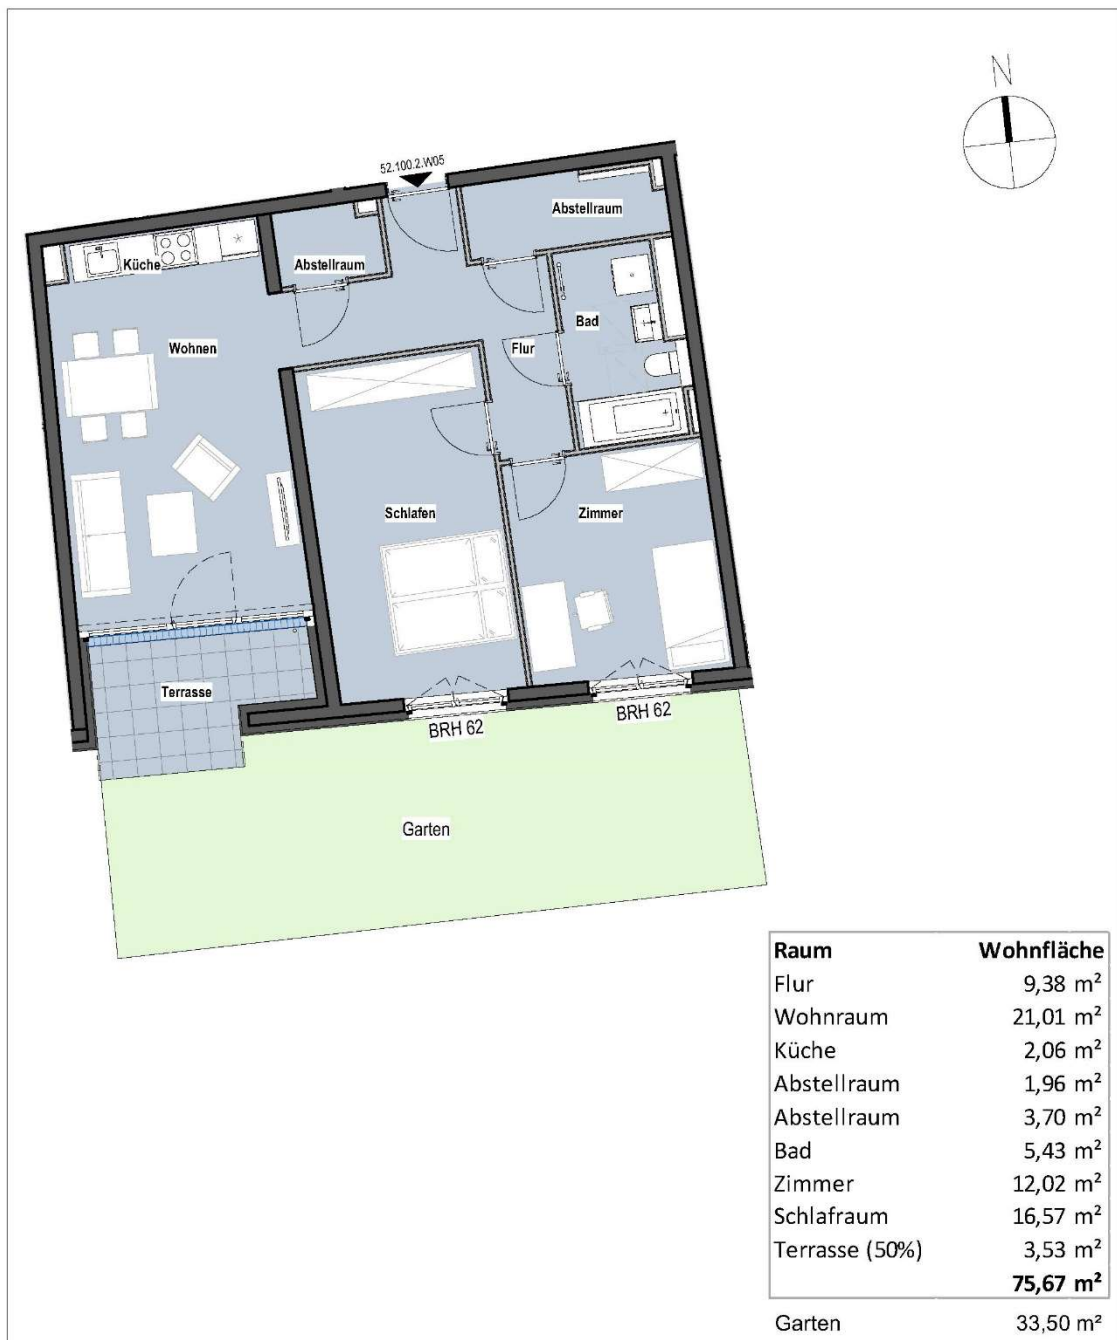 N
52.100.2.W05
Abstellraum
Küche
Abstellraum
Bad
Wohnen
Flur
Schlafen
Zimmer
Terrasse
BRH 62
BRH 62
Garten
Raum Wohnfläche
Flur 9,38 m²
Wohnraum 21,01 m²
Küche 2,06 m²
Abstellraum 1,96 m²
Abstellraum 3,70 m²
Bad 5,43 m²
Zimmer 12,02 m²
Schlafraum 16,57 m²
Terrasse (50%) 3,53 m²
75,67 m²
Garten 33,50 m²